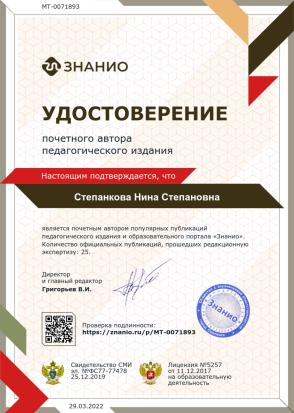 МТ-0071893
ЗНАНИО
УДОСТОВЕРЕНИЕ
почетного автора
педагогического издания
Настоящим подтверждается, что
Степанкова Нина Степановна
является почетным автором популярных публикаций
педагогического издания и образовательного портала «Знанио».
Количество официальных публикаций, прошедших редакционную
экспертизу: 25.
Директор
и главный редактор
Григорьев В.И.
Проверка подлинности:
https://znanio.ru/p/МТ-0071893
Свидетельство СМИ
эл. №ФС77-77478
25.12.2019
Лицензия №5257
от 11.12.2017
на образовательную
деятельность
29.03.2022